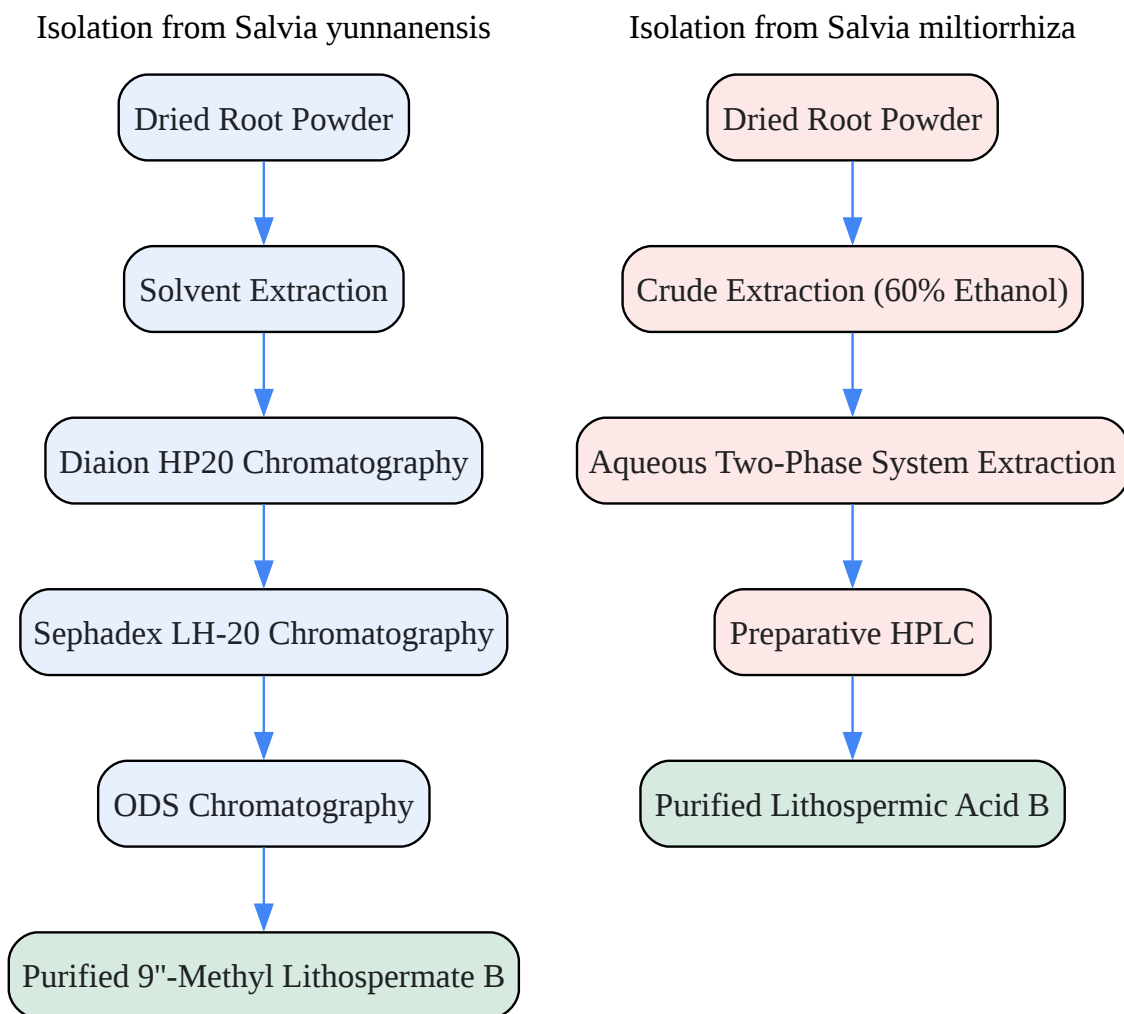 Isolation from Salvia yunnanensis
Dried Root Powder
Solvent Extraction
Diaion HP20 Chromatography
Sephadex LH-20 Chromatography
ODS Chromatography
Purified 9"-Methyl Lithospermate B
Isolation from Salvia miltiorrhiza
Dried Root Powder
Crude Extraction (60% Ethanol)
Aqueous Two-Phase System Extraction
Preparative HPLC
Purified Lithospermic Acid B